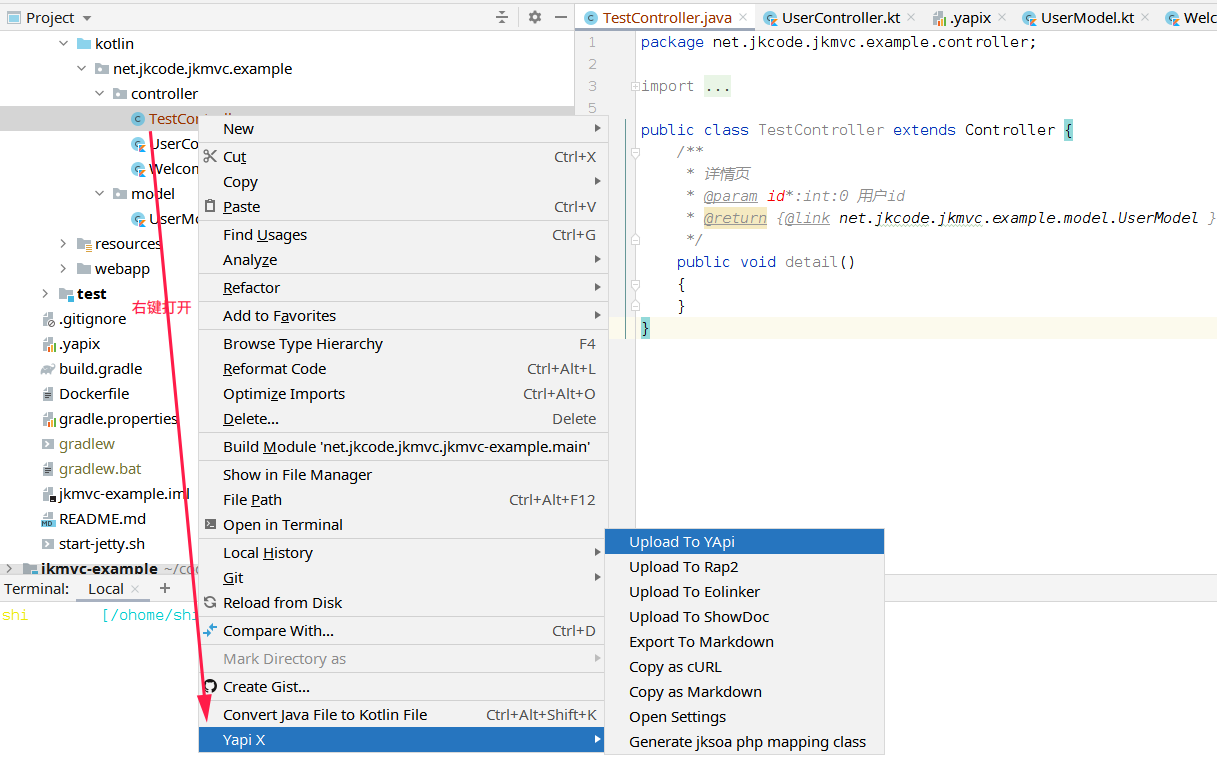 Project
kotlin
net.jkcode.jkmvc.example
controller
TestCon
UserCo
Welcom
model
UserMo
resources
webapp
test
右键打开
.gitignore
.yapix
build.gradle
Dockerfile
gradle.properties
gradlew
gradlew.bat
jkmvc-example.iml
README.md
start-jetty.sh
jkmvc-example ~/co
Terminal: Local
shi [/ohome/shi
New
Cut Ctrl+X
Copy
Paste Ctrl+V
Find Usages Ctrl+G
Analyze
Refactor
Add to Favorites
Browse Type Hierarchy F4
Reformat Code Ctrl+Alt+L
Optimize Imports Ctrl+Alt+O
Delete... Delete
Build Module 'net.jkcode.jkmvc.jkmvc-example.main'
Show in File Manager
File Path Ctrl+Alt+F12
Open in Terminal
Local History
Git
Reload from Disk
Compare With... Ctrl+D
Mark Directory as
Create Gist...
Convert Java File to Kotlin File Ctrl+Alt+Shift+K
Yapi X
Upload To YApi
Upload To Rap2
Upload To Eolinker
Upload To ShowDoc
Export To Markdown
Copy as cURL
Copy as Markdown
Open Settings
Generate jksoa php mapping class
TestController.java UserController.kt .yapix UserModel.kt Welc
1 package net.jkcode.jkmvc.example.controller;
2
3 import ...
5
public class TestController extends Controller {
/**
* 详情页
* @param id*:int:0 用户id
* @return {@link net.jkcode.jkmvc.example.model.UserModel }
*/
public void detail()
{
}
}